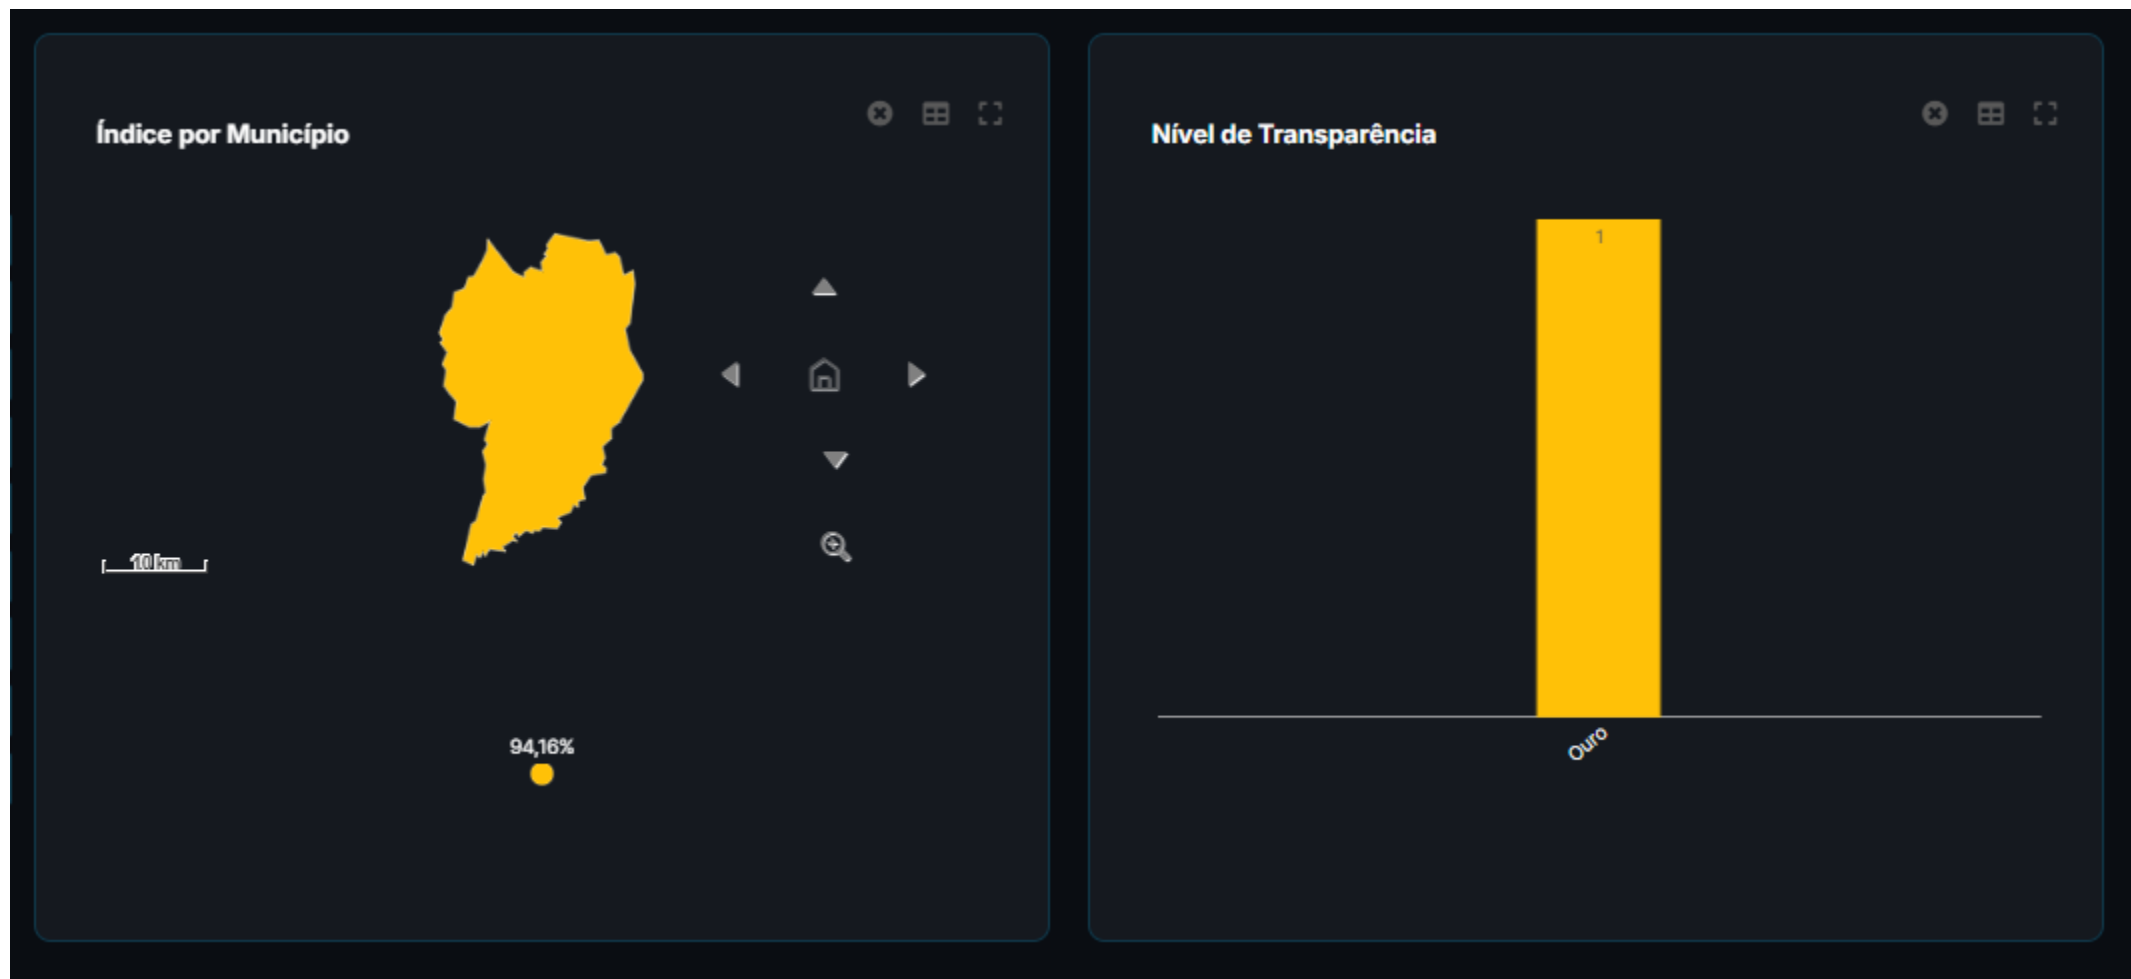 Índice por Município
10 km
94,16%
Nível de Transparência
1
Ouro